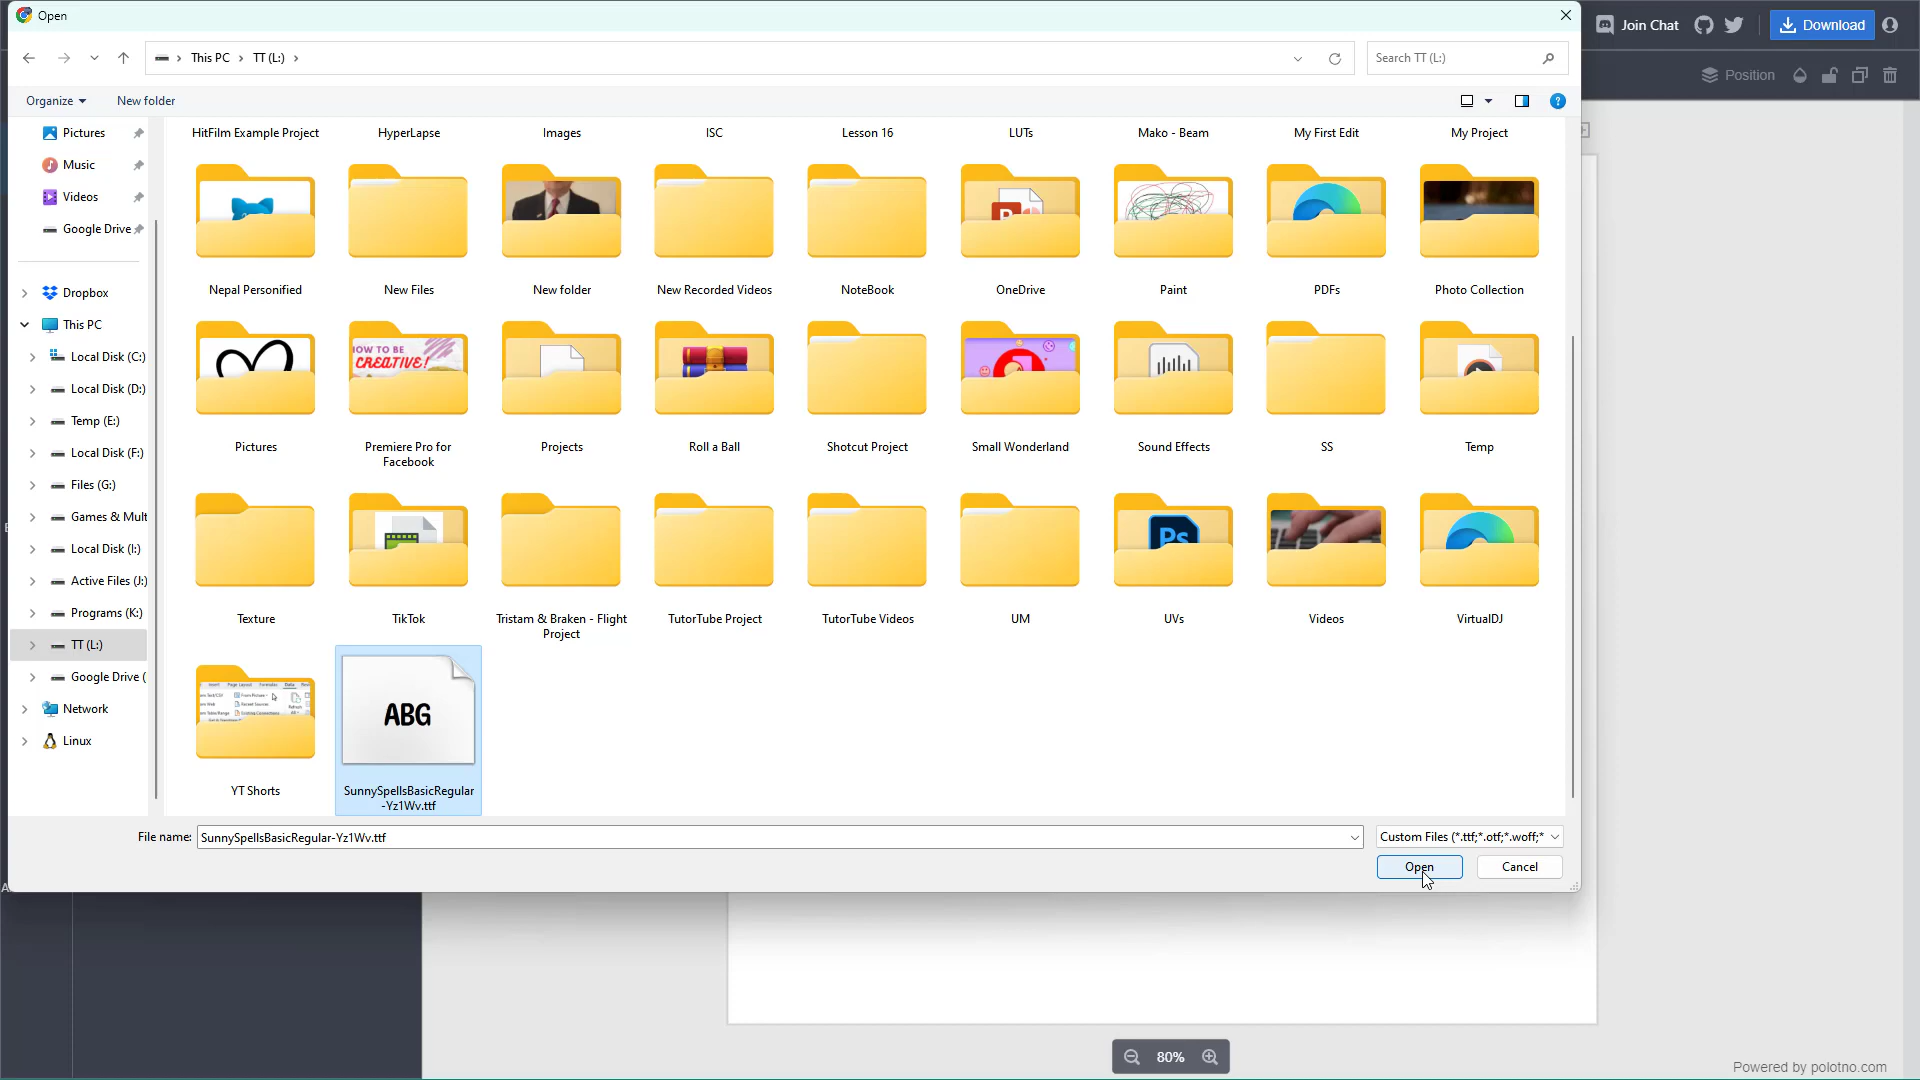 Open
Join Chat
Download
This PC
TT (L:)
Search TT (L:)
Position
Organize
New folder
Pictures
Music
Videos
Google Drive
Dropbox
This PC
Local Disk (C:)
Local Disk (D:)
Temp (E:)
Local Disk (F:)
Files (G:)
Games & Mult
Local Disk (I:)
Active Files (J:)
Programs (K:)
TT (L:)
Google Drive (
Network
Linux
HitFilm Example Project
HyperLapse
Images
ISC
Lesson 16
LUTs
Mako - Beam
My First Edit
My Project
Nepal Personified
New Files
New folder
New Recorded Videos
NoteBook
OneDrive
Paint
PDFs
Photo Collection
HOW TO BE
CREATIVE!
Pictures
Premiere Pro for
Facebook
Projects
Roll a Ball
Shotcut Project
Small Wonderland
Sound Effects
SS
Temp
Ps
Texture
TikTok
Tristam & Braken - Flight
Project
TutorTube Project
TutorTube Videos
UM
UVs
Videos
VirtualDJ
ABG
YT Shorts
SunnySpellsBasicRegular
-Yz1Wv.ttf
File name:
SunnySpellsBasicRegular-Yz1Wv.ttf
Custom Files (*.ttf;*.otf;*.woff;*
Open
Cancel
80%
Powered by polotno.com